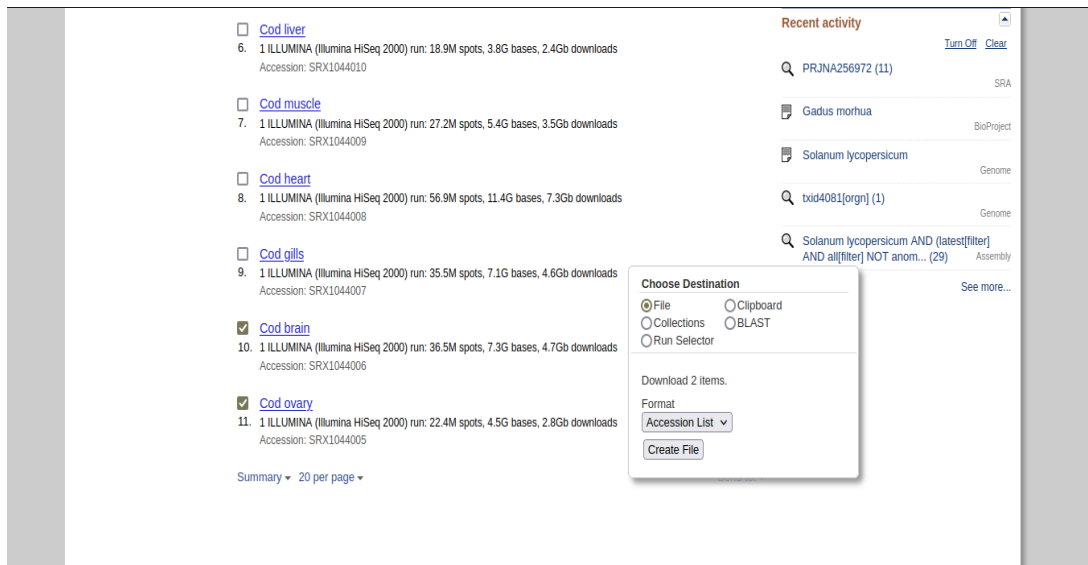 Cod liver
6. 1 ILLUMINA (Illumina HiSeq 2000) run: 18.9M spots, 3.8G bases, 2.4Gb downloads
Accession: SRX1044010
Cod muscle
7. 1 ILLUMINA (Illumina HiSeq 2000) run: 27.2M spots, 5.4G bases, 3.5Gb downloads
Accession: SRX1044009
Cod heart
8. 1 ILLUMINA (Illumina HiSeq 2000) run: 56.9M spots, 11.4G bases, 7.3Gb downloads
Accession: SRX1044008
Cod gills
9. 1 ILLUMINA (Illumina HiSeq 2000) run: 35.5M spots, 7.1G bases, 4.6Gb downloads
Accession: SRX1044007
Cod brain
10. 1 ILLUMINA (Illumina HiSeq 2000) run: 36.5M spots, 7.3G bases, 4.7Gb downloads
Accession: SRX1044006
Cod ovary
11. 1 ILLUMINA (Illumina HiSeq 2000) run: 22.4M spots, 4.5G bases, 2.8Gb downloads
Accession: SRX1044005
Summary 20 per page
Choose Destination
File Clipboard
Collections BLAST
Run Selector
Download 2 items.
Format
Accession List
Create File
Recent activity
Turn Off Clear
PRJNA256972 (11)
SRA
Gadus morhua
BioProject
Solanum lycopersicum
Genome
txid4081[orgn] (1)
Genome
Solanum lycopersicum AND (latest[filter]
AND all[filter] NOT anom... (29) Assembly
See more...